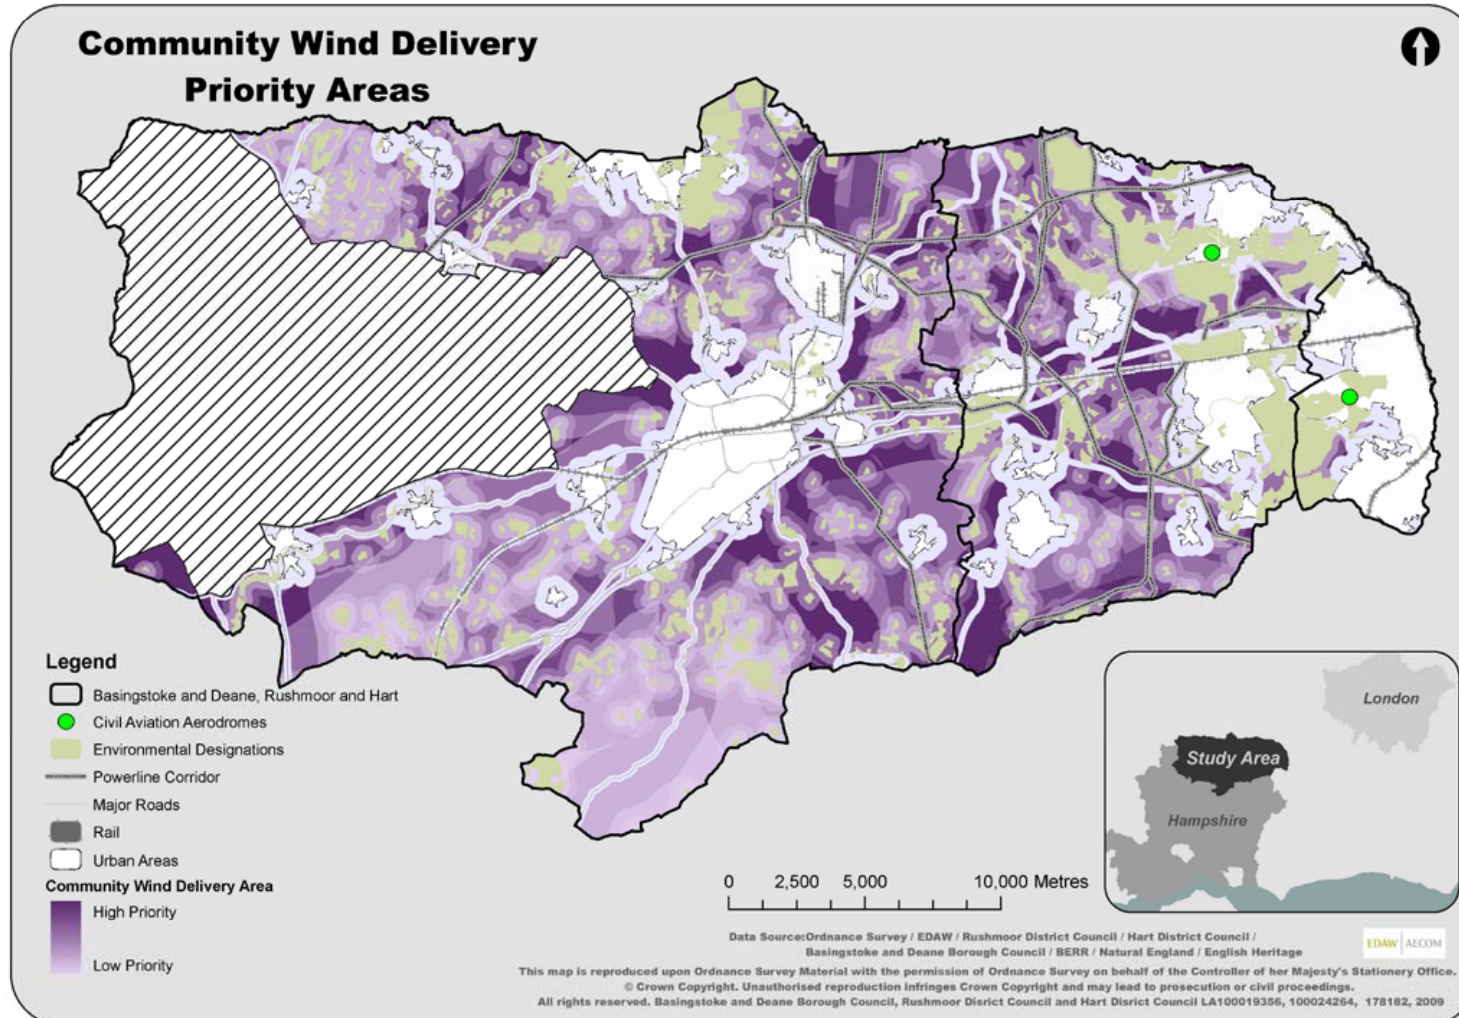 Community Wind Delivery
Priority Areas
Legend
Basingstoke and Deane, Rushmoor and Hart
Civil Aviation Aerodromes
Environmental Designations
Powerline Corridor
Major Roads
Rail
Urban Areas
Community Wind Delivery Area
High Priority
Low Priority
0 2,500 5,000 10,000 Metres
London
Study Area
Hampshire
Data Source:Ordnance Survey / EDAW / Rushmoor District Council / Hart District Council /
Basingstoke and Deane Borough Council / BERR / Natural England / English Heritage
EDAW AECOM
This map is reproduced upon Ordnance Survey Material with the permission of Ordnance Survey on behalf of the Controller of her Majesty's Stationery Office.
© Crown Copyright. Unauthorised reproduction infringes Crown Copyright and may lead to prosecution or civil proceedings.
All rights reserved. Basingstoke and Deane Borough Council, Rushmoor Disrict Council and Hart Disrict Council LA100019356, 100024264, 178182, 2009